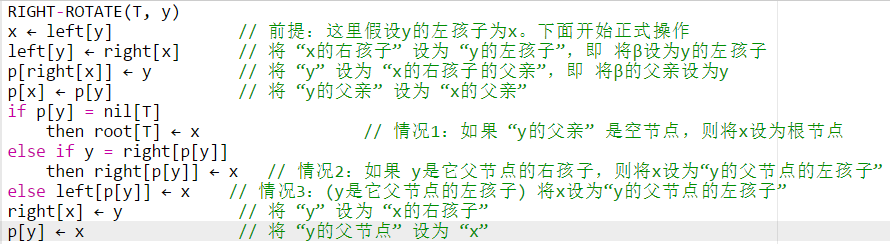 RIGHT-ROTATE(T, y)
x ← left[y]             // 前提：这里假设y的左孩子为x。下面开始正式操作
left[y] ← right[x]      // 将 “x的右孩子” 设为 “y的左孩子”，即 将β设为y的左孩子
p[right[x]] ← y         // 将 “y” 设为 “x的右孩子的父亲”，即 将β的父亲设为y
p[x] ← p[y]             // 将 “y的父亲” 设为 “x的父亲”
if p[y] = nil[T]
    then root[T] ← x                 // 情况1：如果 “y的父亲” 是空节点，则将x设为根节点
else if y = right[p[y]]
    then right[p[y]] ← x   // 情况2：如果 y是它父节点的右孩子，则将x设为“y的父节点的左孩子”
else left[p[y]] ← x    // 情况3：(y是它父节点的左孩子) 将x设为“y的父节点的左孩子”
right[x] ← y            // 将 “y” 设为 “x的右孩子”
p[y] ← x                // 将 “y的父节点” 设为 “x”